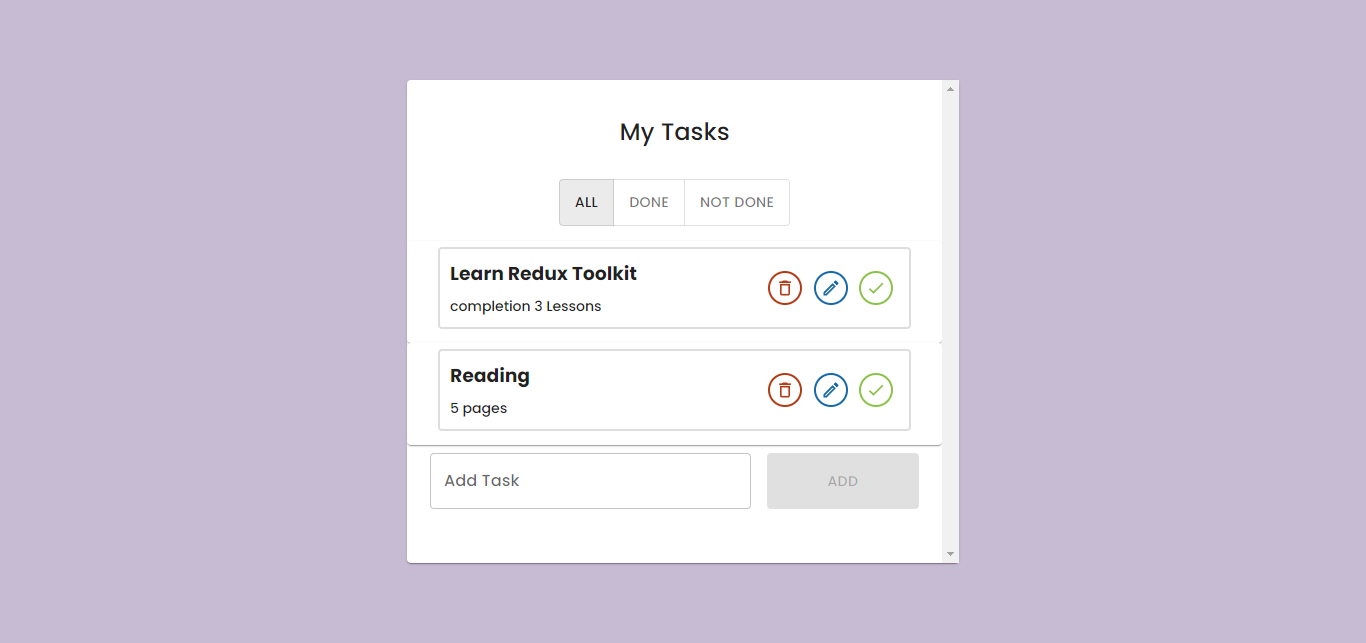 My Tasks
ALL DONE NOT DONE
Learn Redux Toolkit
completion 3 Lessons
Reading
5 pages
Add Task ADD